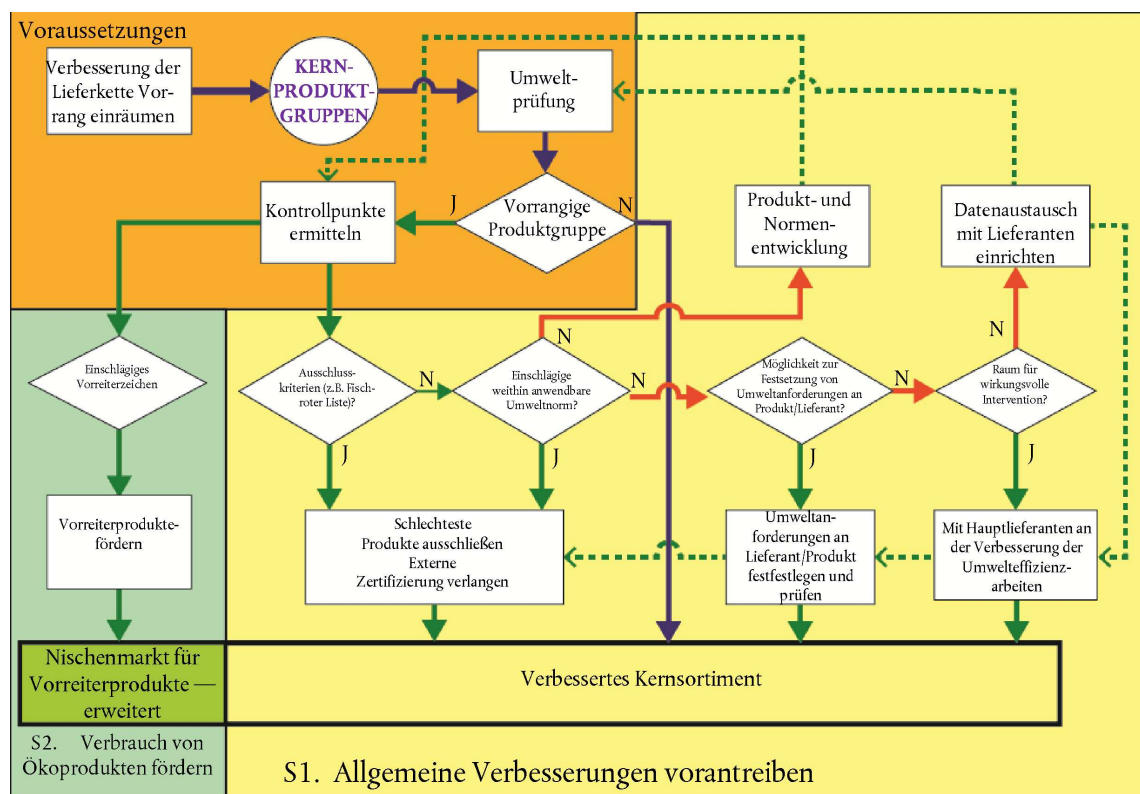 Voraussetzungen
Verbesserung der
Lieferkette Vor-
rang einräumen
KERN-
PRODUKT-
GRUPPEN
Umwelt-
prüfung
Kontrollpunkte
ermitteln
J
Vorrangige
Produktgruppe
N
Produkt- und
Normen-
entwicklung
Datenaustausch
mit Lieferanten
einrichten
Einschlägiges
Vorreiterzeichen
Ausschluss-
kriterien (z.B. Fisch-
roter Liste)?
N
J
Einschlägige
weithin anwendbare
Umweltnorm?
N
N
J
Möglichkeit zur
Festsetzung von
Umweltanforderungen an
Produkt/Lieferant?
N
J
Raum für
wirkungsvolle
Intervention?
N
J
Vorreiterprodukte-
fördern
Schlechteste
Produkte ausschließen
Externe
Zertifizierung verlangen
Umweltan-
forderungen an
Lieferant/Produkt
festfestlegen und
prüfen
Mit Hauptlieferanten an
der Verbesserung der
Umwelteffizienz-
arbeiten
Nischenmarkt für
Vorreiterprodukte —
erweitert
Verbessertes Kernsortiment
S2. Verbrauch von
Ökoprodukten fördern
S1. Allgemeine Verbesserungen vorantreiben